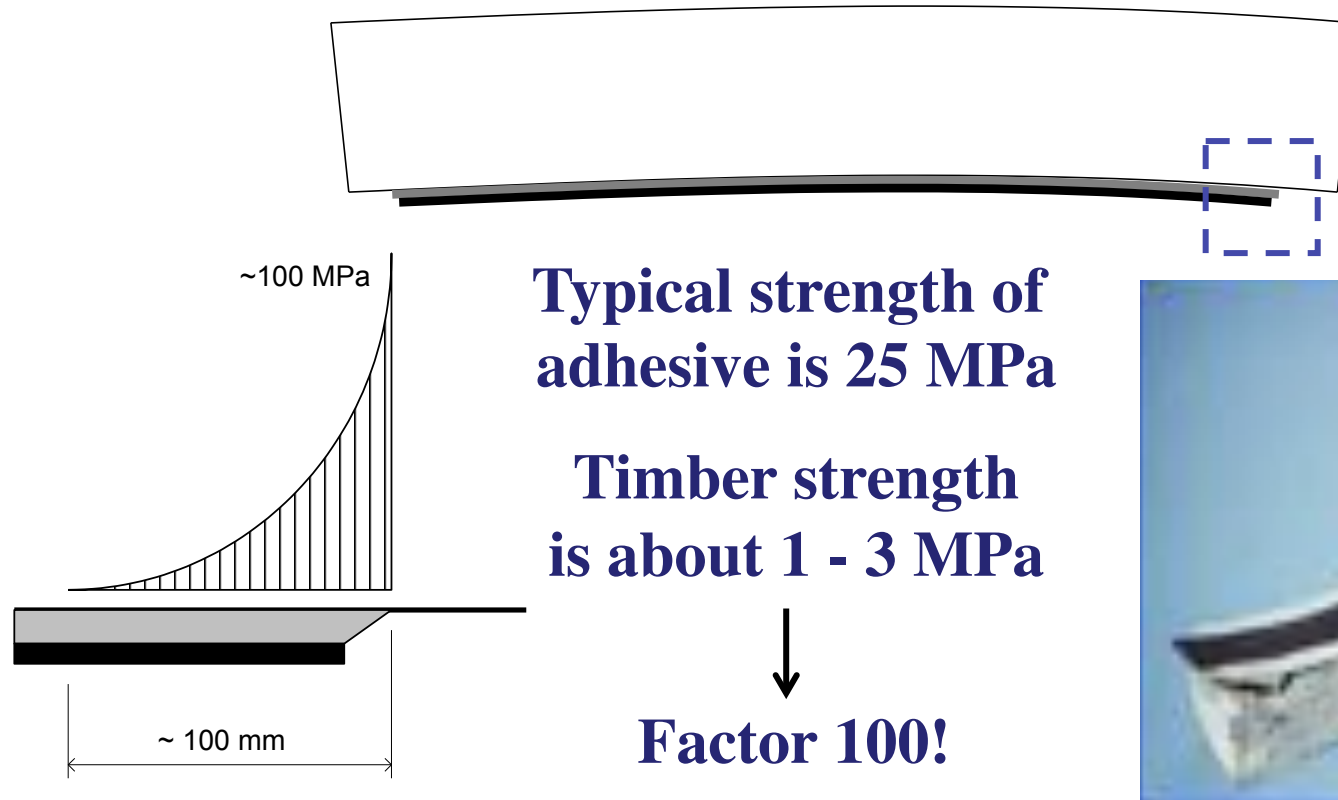 ~100 MPa
Typical strength of
adhesive is 25 MPa
Timber strength
is about 1 - 3 MPa
~ 100 mm
Factor 100!